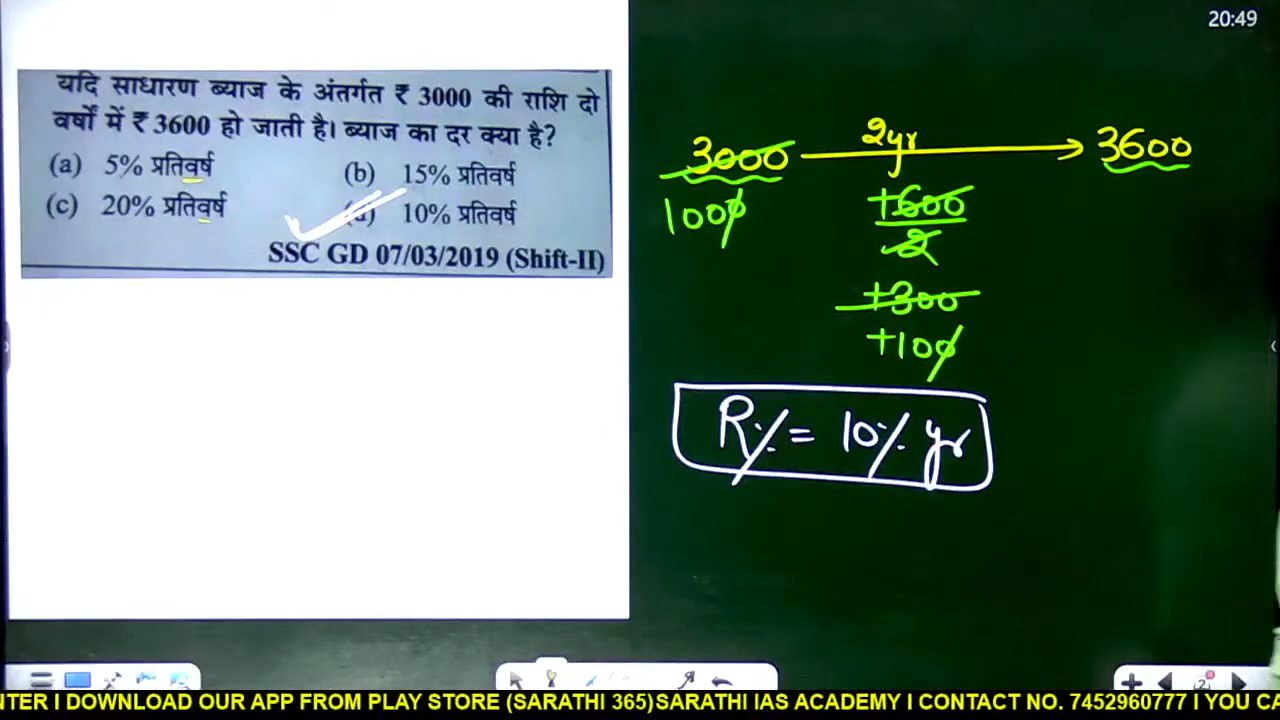 20:49
यदि साधारण ब्याज के अंतर्गत ₹ 3000 की राशि दो
वर्षों में ₹ 3600 हो जाती है। ब्याज का दर क्या है?
(a) 5% प्रतिवर्ष (b) 15% प्रतिवर्ष
(c) 20% प्रतिवर्ष (d) 10% प्रतिवर्ष
SSC GD 07/03/2019 (Shift-II)
3000 2yr 3600
1000 +600
2
+300
+100
R% = 10% yr
NTER I DOWNLOAD OUR APP FROM PLAY STORE (SARATHI 365)SARATHI IAS ACADEMY I CONTACT NO. 7452960777 I YOU CA